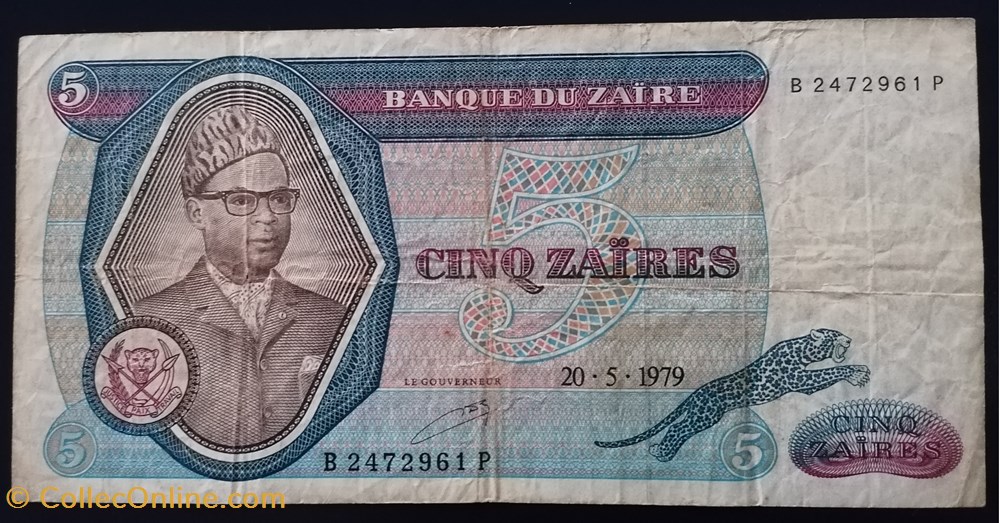 5
BANQUE DU ZAÏRE
B 2472961 P
5
CINQ ZAÏRES
LE GOUVERNEUR
20 · 5 · 1979
PAIX
5
B 2472961 P
5
CINQ
ZAÏRES
© CollecOnline.com